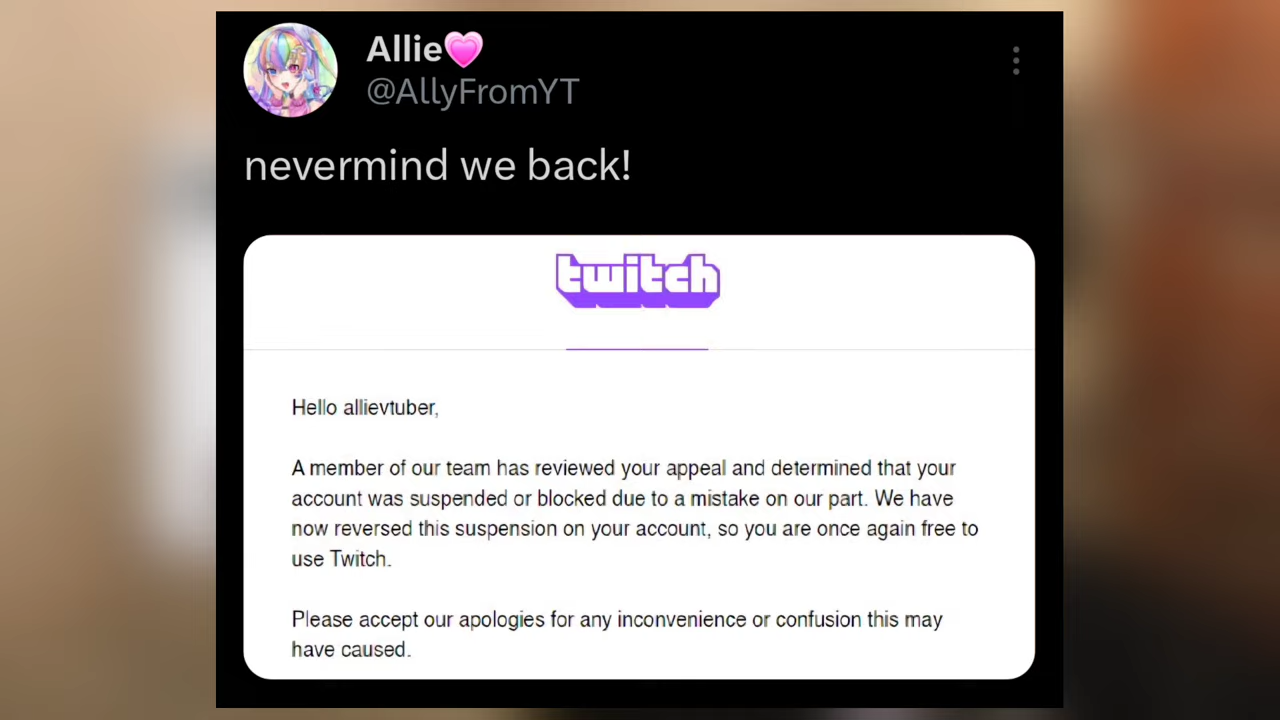 Allie💗
@AllyFromYT
nevermind we back!
twitch
Hello allievtuber,
A member of our team has reviewed your appeal and determined that your
account was suspended or blocked due to a mistake on our part. We have
now reversed this suspension on your account, so you are once again free to
use Twitch.
Please accept our apologies for any inconvenience or confusion this may
have caused.